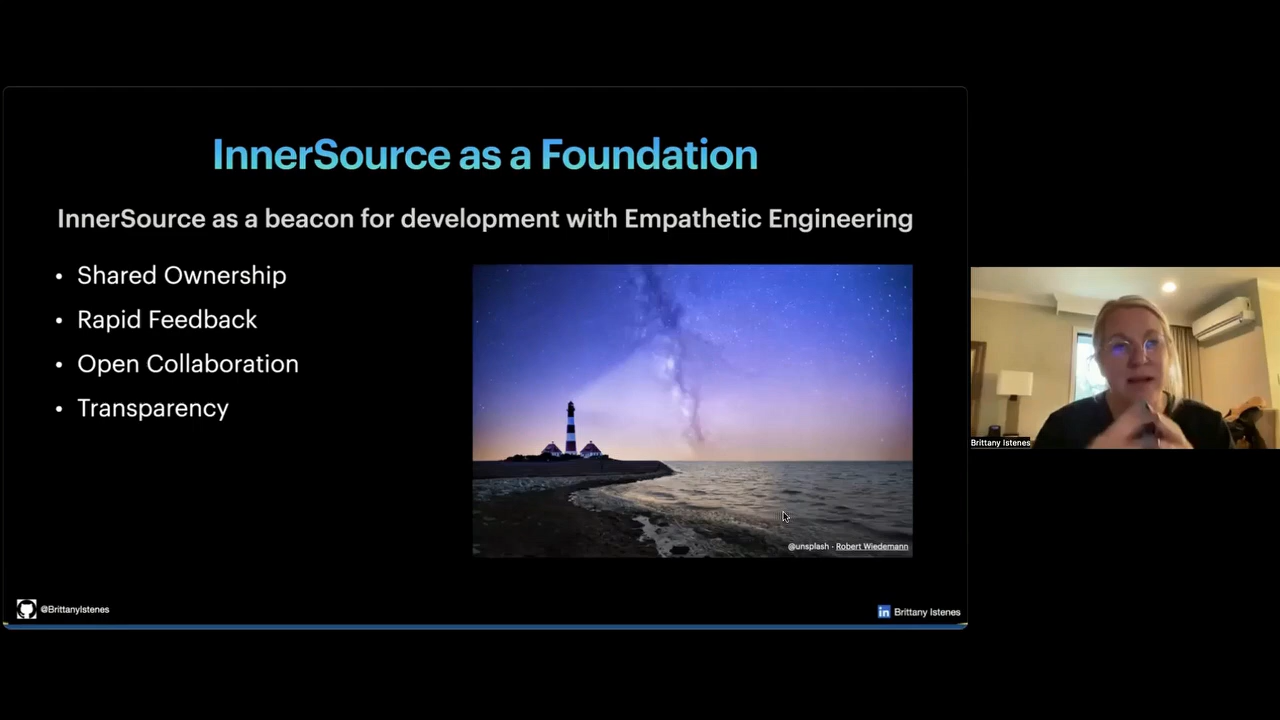 InnerSource as a Foundation
InnerSource as a beacon for development with Empathetic Engineering
• Shared Ownership
• Rapid Feedback
• Open Collaboration
• Transparency
@unsplash - Robert Wiedemann
@BrittanyIstenes
in Brittany Istenes
Brittany Istenes